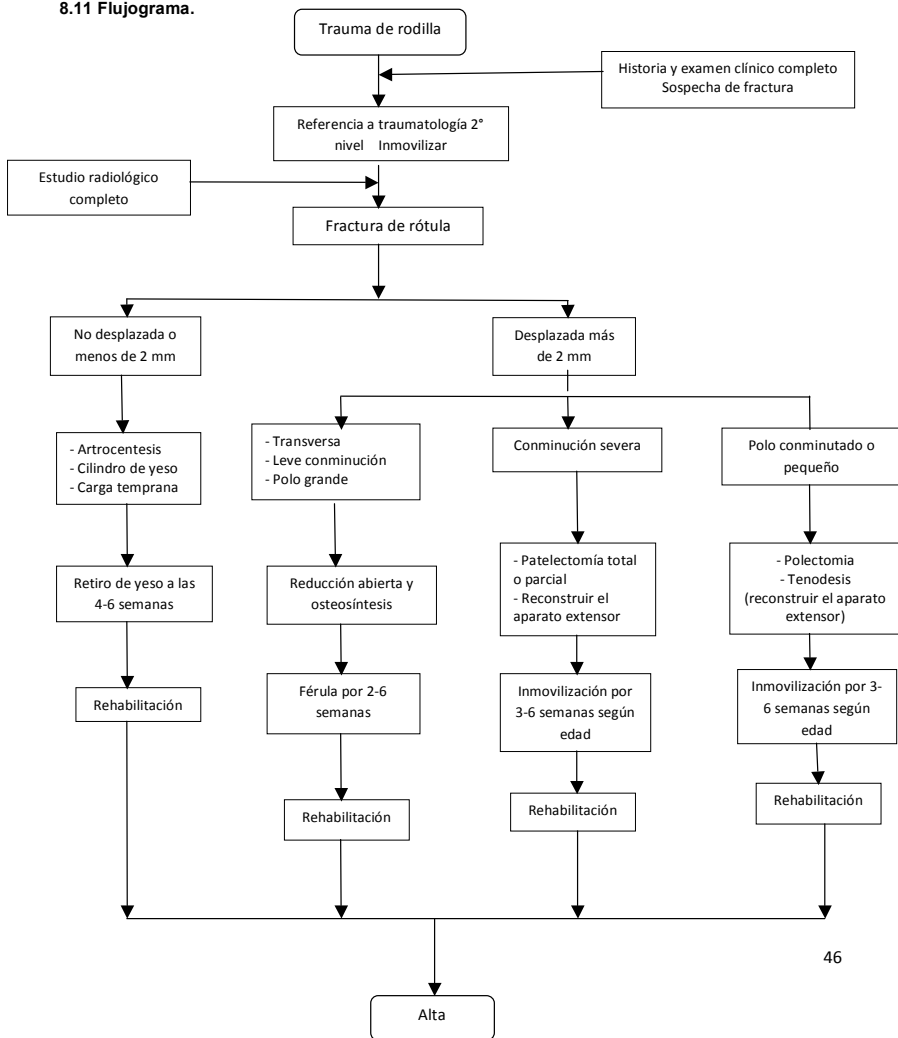 8.11 Flujograma.
Trauma de rodilla
Historia y examen clínico completo
Sospecha de fractura
Referencia a traumatología 2°
nivel Inmovilizar
Estudio radiológico
completo
Fractura de rótula
No desplazada o
menos de 2 mm
Desplazada más
de 2 mm
- Artrocentesis
- Cilindro de yeso
- Carga temprana
- Transversa
- Leve conminución
- Polo grande
Conminución severa
Polo conminutado o
pequeño
Retiro de yeso a las
4-6 semanas
Reducción abierta y
osteosíntesis
- Patelectomía total
o parcial
- Reconstruir el
aparato extensor
- Polectomia
- Tenodesis
(reconstruir el aparato
extensor)
Rehabilitación
Férula por 2-6
semanas
Inmovilización por
3-6 semanas según
edad
Inmovilización por 3-
6 semanas según
edad
Rehabilitación
Rehabilitación
Rehabilitación
46
Alta